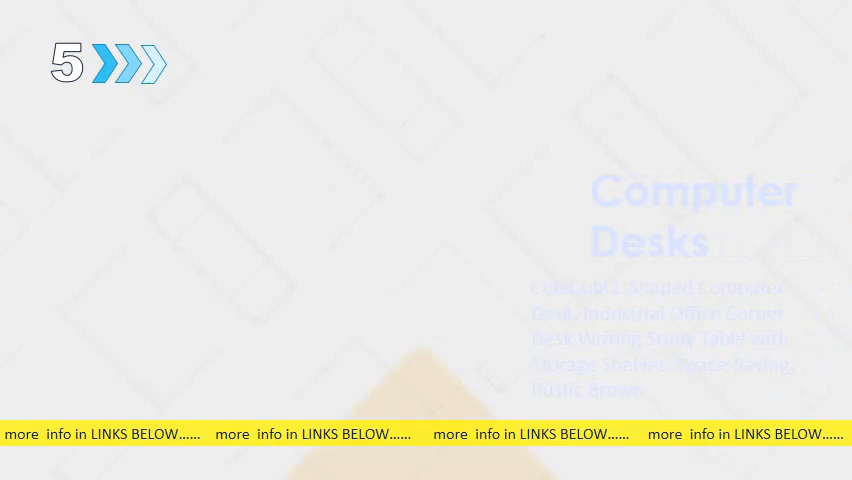 5
Computer
Desks
CubiCubi L Shaped Computer
Desk, Industrial Office Corner
Desk Writing Study Table with
Storage Shelves, Space-Saving,
Rustic Brown
more info in LINKS BELOW...... more info in LINKS BELOW...... more info in LINKS BELOW...... more info in LINKS BELOW......